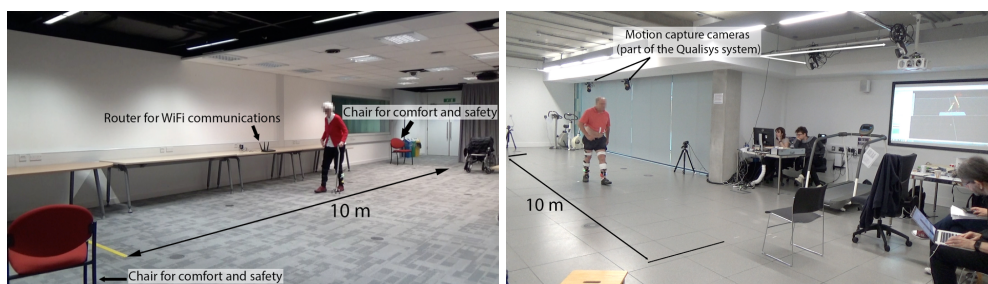 Router for WiFi communications
Chair for comfort and safety
10 m
Chair for comfort and safety
Motion capture cameras
(part of the Qualisys system)
10 m